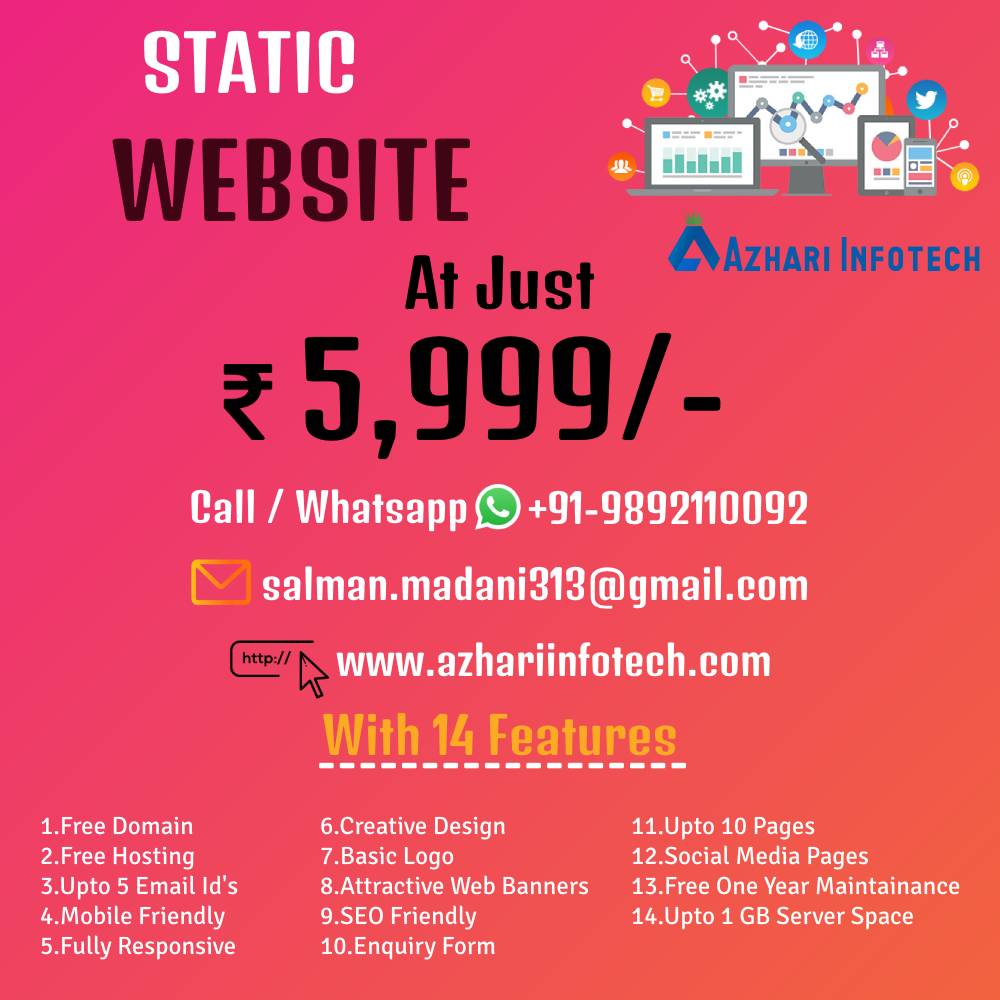 STATIC
WEBSITE
AZHARI INFOTECH
At Just
₹ 5,999/-
Call / Whatsapp +91-9892110092
salman.madani313@gmail.com
http:// www.azhariinfotech.com
With 14 Features
1.Free Domain
2.Free Hosting
3.Upto 5 Email Id's
4.Mobile Friendly
5.Fully Responsive
6.Creative Design
7.Basic Logo
8.Attractive Web Banners
9.SEO Friendly
10.Enquiry Form
11.Upto 10 Pages
12.Social Media Pages
13.Free One Year Maintainance
14.Upto 1 GB Server Space